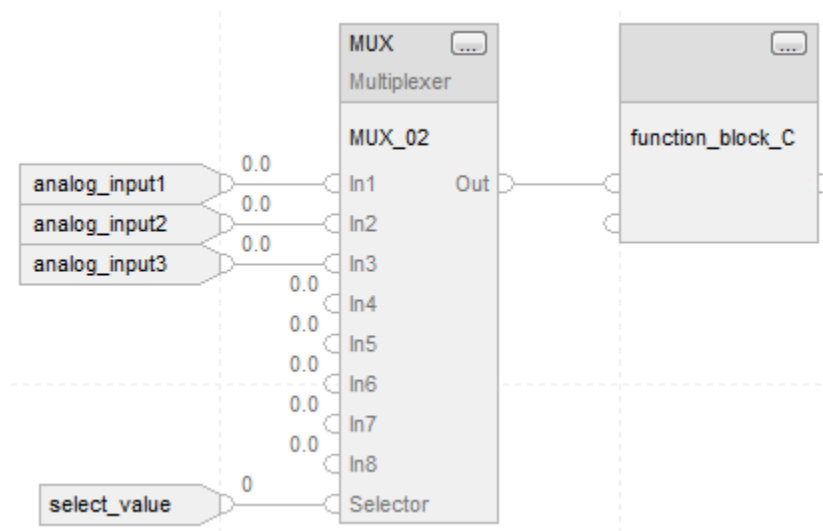 MUX ...
Multiplexer
MUX_02
...
function_block_C
analog_input1 0.0 In1 Out
analog_input2 0.0 In2
analog_input3 0.0 In3
0.0 In4
0.0 In5
0.0 In6
0.0 In7
0.0 In8
select_value 0 Selector